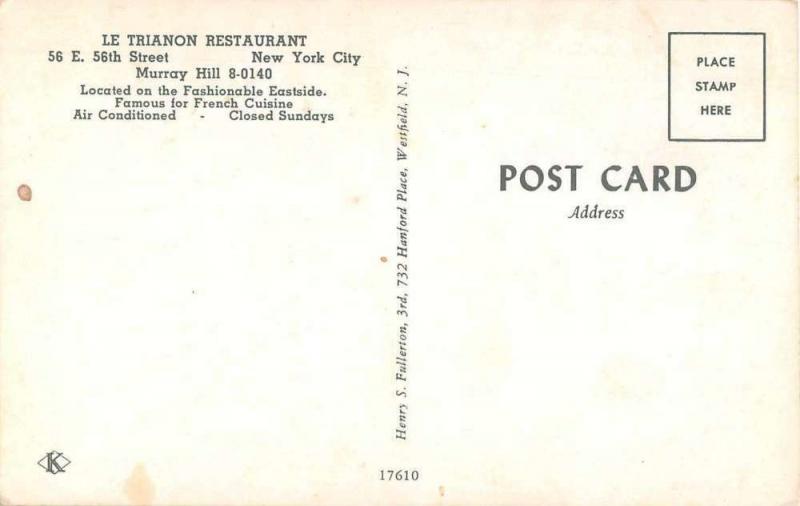 LE TRIANON RESTAURANT
56 E. 56th Street New York City
Murray Hill 8-0140
Located on the Fashionable Eastside.
Famous for French Cuisine
Air Conditioned - Closed Sundays
Henry S. Fullerton, 3rd, 732 Hanford Place, Westfield, N. J.
PLACE
STAMP
HERE
POST CARD
Address
K
17610